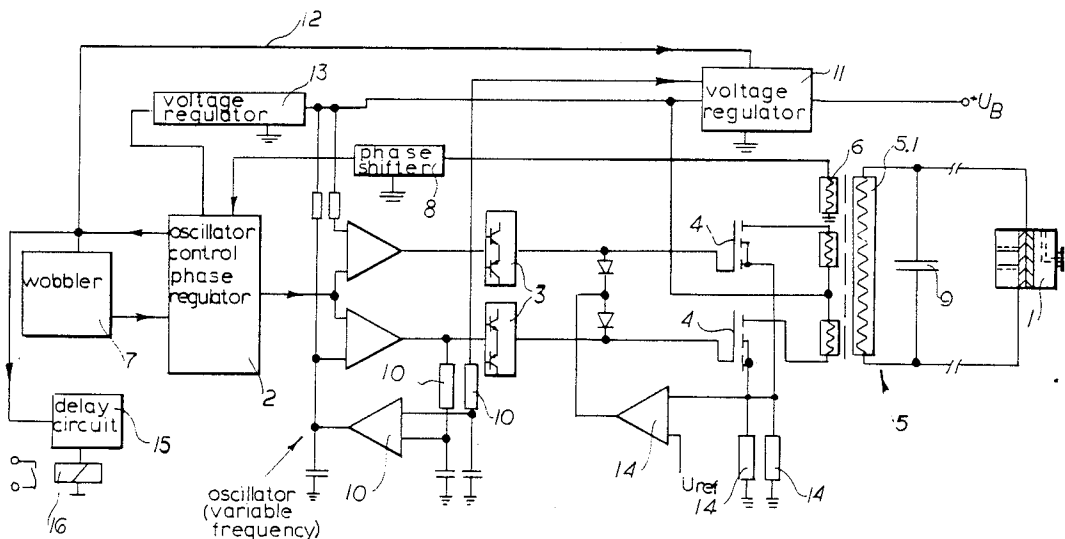 12
13
voltage
regulator
11
voltage
regulator
+UB
phase
shifter
8
6
5.1
oscillator
control
phase
regulator
wobbler
7
2
4
3
4
9
1
10
10
delay
circuit
15
10
14
5
Uref
14
14
16
oscillator
(variable
frequency)